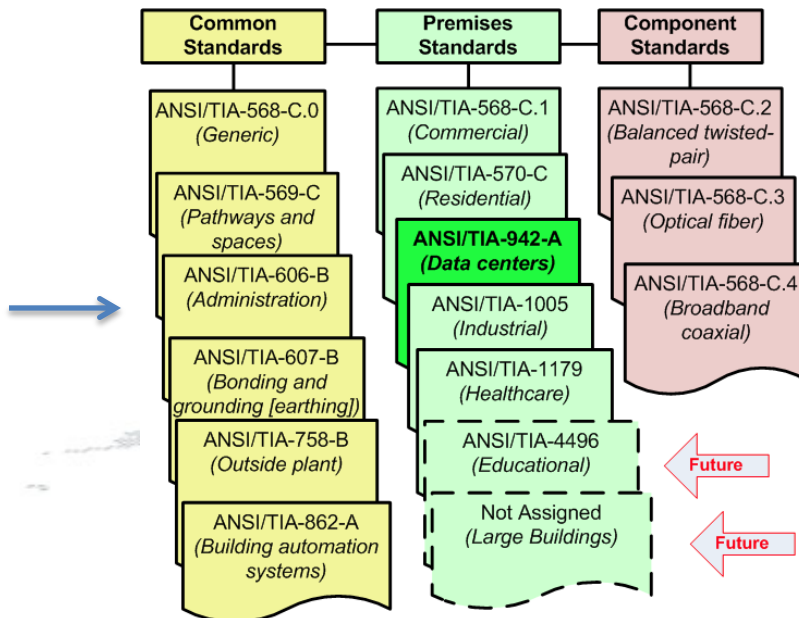 Common
Standards
Premises
Standards
Component
Standards
ANSI/TIA-568-C.0
(Generic)
ANSI/TIA-569-C
(Pathways and
spaces)
ANSI/TIA-606-B
(Administration)
ANSI/TIA-607-B
(Bonding and
grounding [earthing])
ANSI/TIA-758-B
(Outside plant)
ANSI/TIA-862-A
(Building automation
systems)
ANSI/TIA-568-C.1
(Commercial)
ANSI/TIA-570-C
(Residential)
ANSI/TIA-942-A
(Data centers)
ANSI/TIA-1005
(Industrial)
ANSI/TIA-1179
(Healthcare)
ANSI/TIA-4496
(Educational)
Future
Not Assigned
(Large Buildings)
Future
ANSI/TIA-568-C.2
(Balanced twisted-
pair)
ANSI/TIA-568-C.3
(Optical fiber)
ANSI/TIA-568-C.4
(Broadband
coaxial)